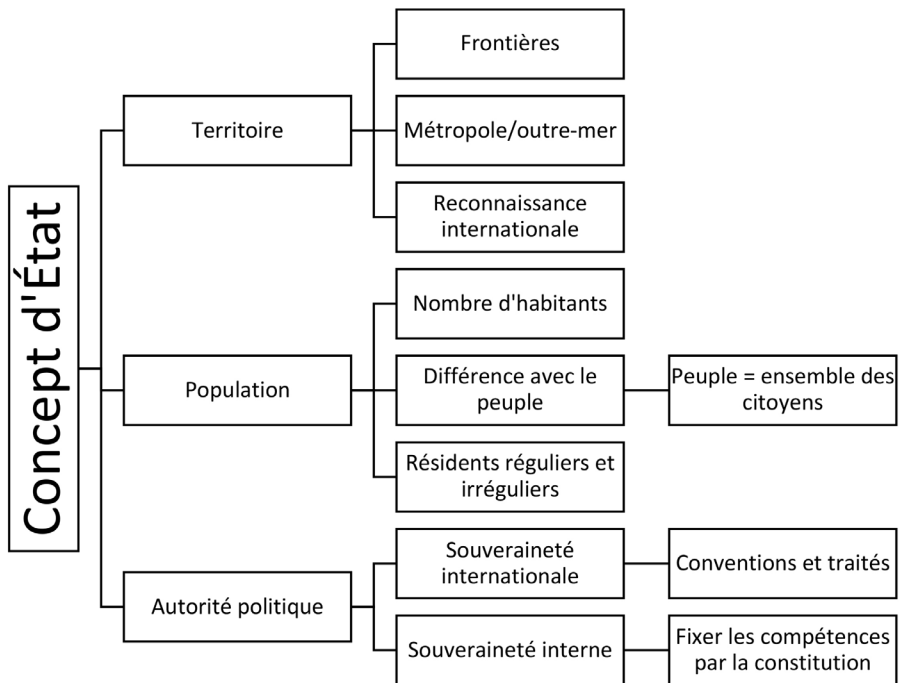 Concept d'État
Territoire
Frontières
Métropole/outre-mer
Reconnaissance
internationale
Population
Nombre d'habitants
Différence avec le
peuple
Peuple = ensemble des
citoyens
Résidents réguliers et
irréguliers
Autorité politique
Souveraineté
internationale
Conventions et traités
Souveraineté interne
Fixer les compétences
par la constitution